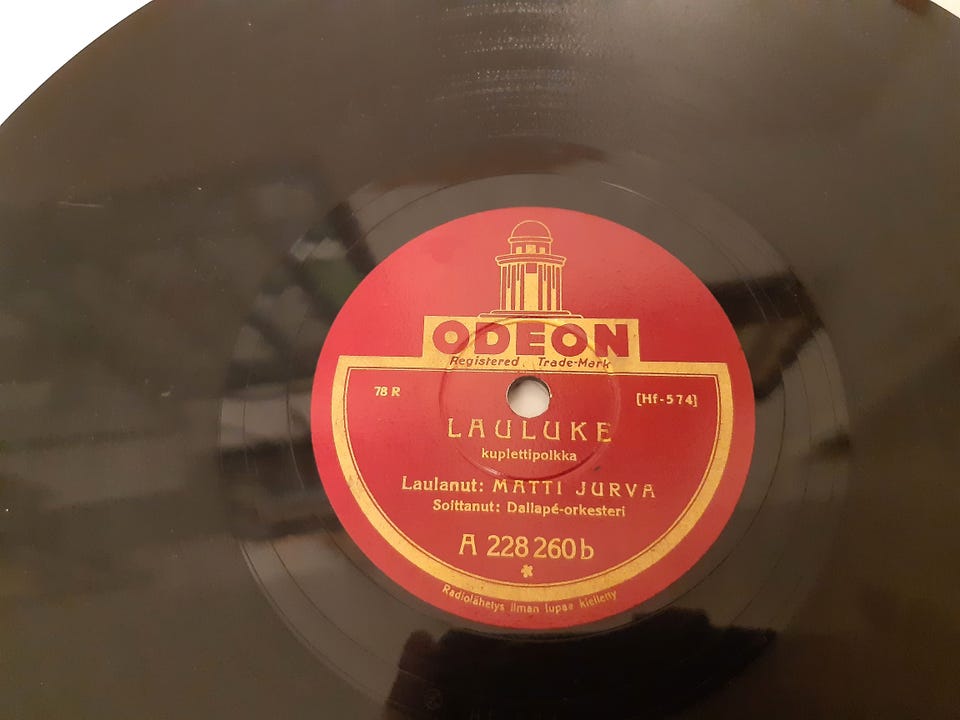 ODEON
Registered Trade-Mark
78 R
[Hf-574]
LAULUKE
kuplettipolkka
Laulanut: MATTI JURVA
Soittanut: Dallapé-orkesteri
A 228 260 b
Radiolähetys ilman lupaa kielletty